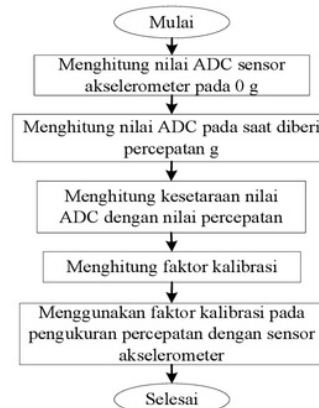 Mulai
Menghitung nilai ADC sensor
akselerometer pada 0 g
Menghitung nilai ADC pada saat diberi
percepatan g
Menghitung kesetaraan nilai
ADC dengan nilai percepatan
Menghitung faktor kalibrasi
Menggunakan faktor kalibrasi pada
pengukuran percepatan dengan sensor
akselerometer
Selesai